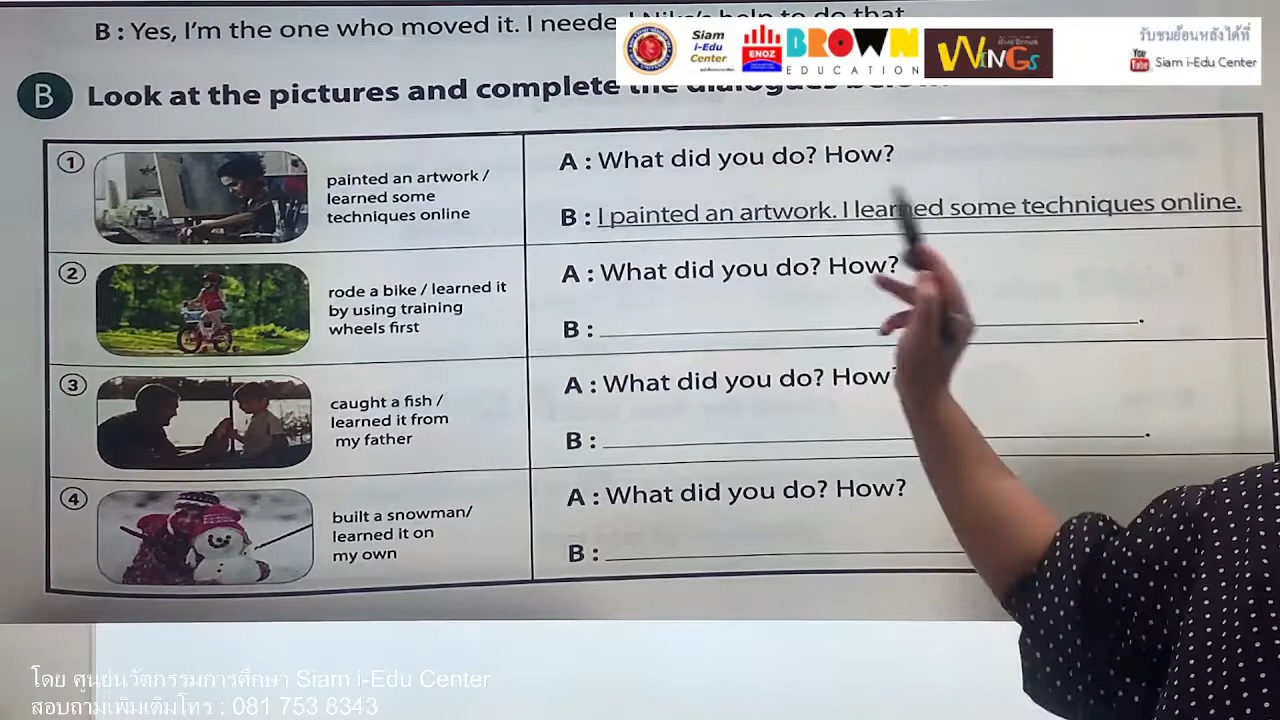 B : Yes, I'm the one who moved it. I neede
Siam
i-Edu
Center
ENOZ
BROWN
EDUCATION
WINGS
รับชมย้อนหลังได้ที่
You
Tube
Siam i-Edu Center
B Look at the pictures and complete
1
painted an artwork /
learned some
techniques online
A : What did you do? How?
B : I painted an artwork. I learned some techniques online.
2
rode a bike / learned it
by using training
wheels first
A : What did you do? How?
B :
3
caught a fish /
learned it from
my father
A : What did you do? How?
B :
4
built a snowman/
learned it on
my own
A : What did you do? How?
B :
โดย ศูนย์นวัตกรรมการศึกษา Siam i-Edu Center
สอบถามเพิ่มเติมโทร : 081 753 8343